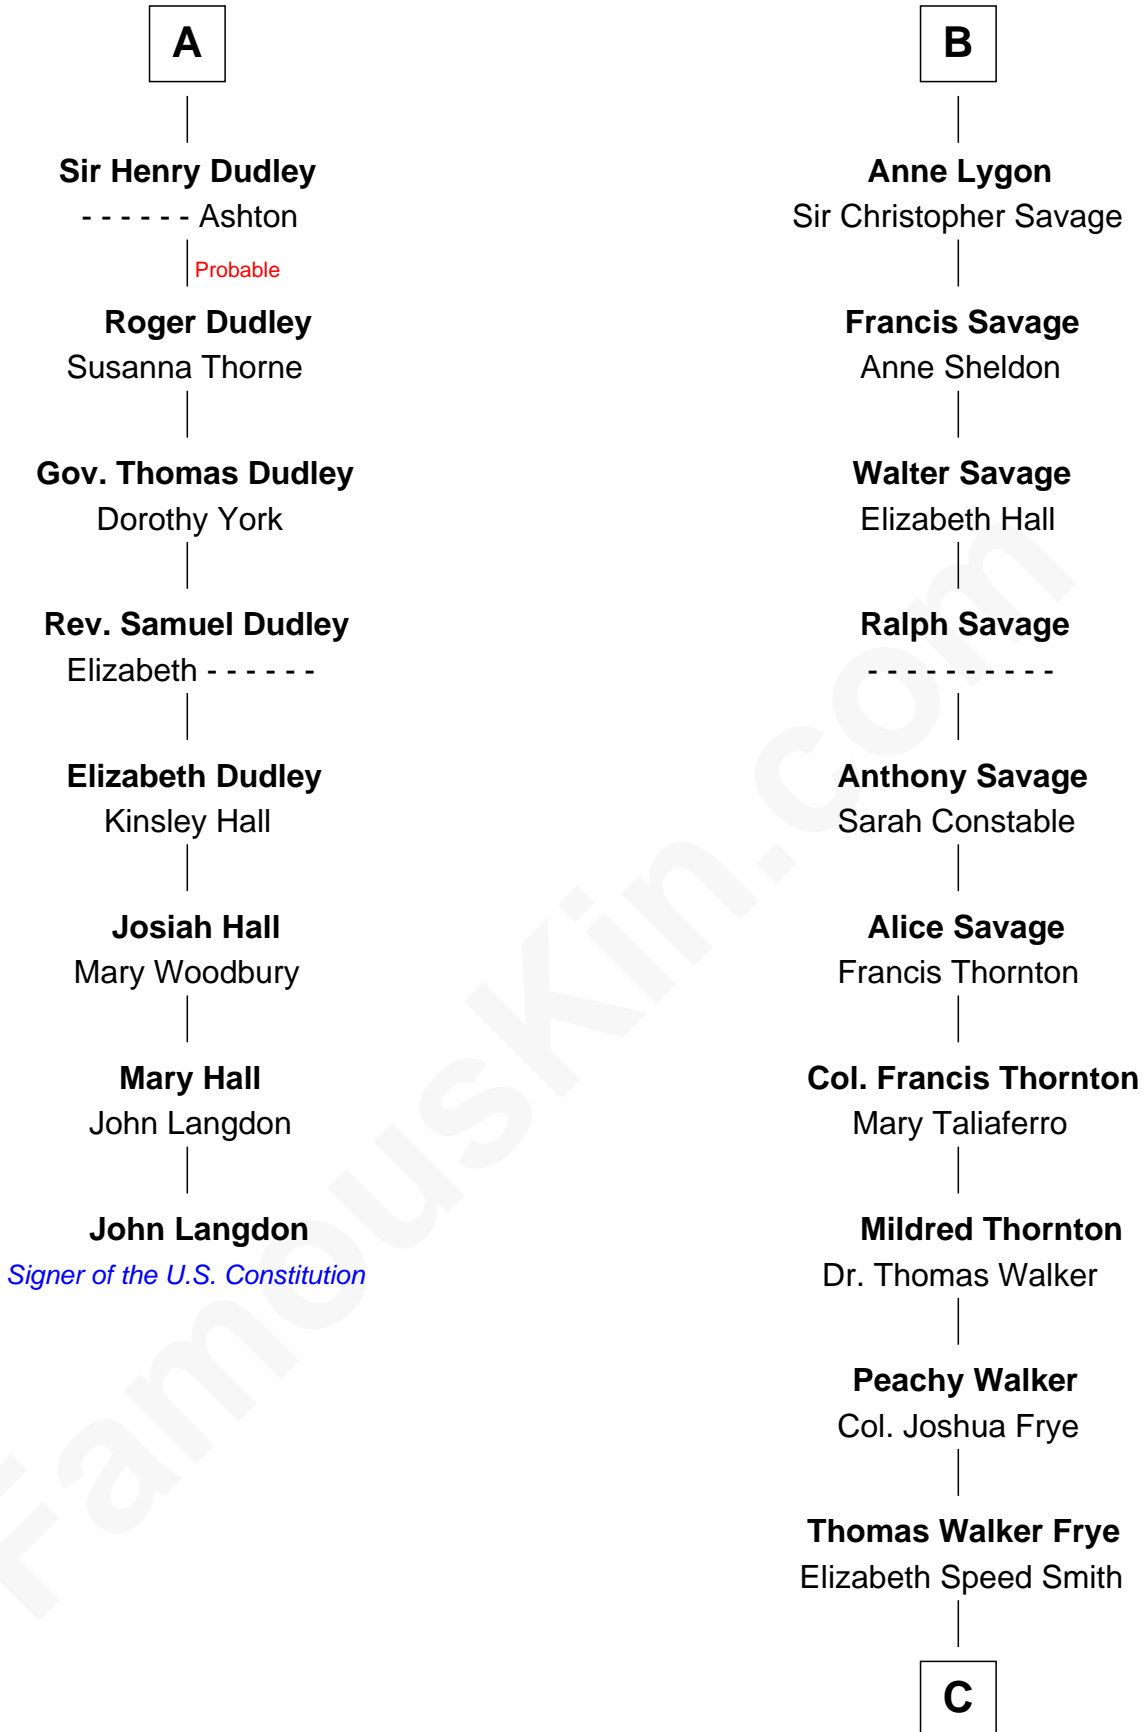 A
Sir Henry Dudley
- - - - - - Ashton
Probable
Roger Dudley
Susanna Thorne
Gov. Thomas Dudley
Dorothy York
Rev. Samuel Dudley
Elizabeth - - - - - -
Elizabeth Dudley
Kinsley Hall
Josiah Hall
Mary Woodbury
Mary Hall
John Langdon
John Langdon
Signer of the U.S. Constitution
B
Anne Lygon
Sir Christopher Savage
Francis Savage
Anne Sheldon
Walter Savage
Elizabeth Hall
Ralph Savage
- - - - - - - - - -
Anthony Savage
Sarah Constable
Alice Savage
Francis Thornton
Col. Francis Thornton
Mary Taliaferro
Mildred Thornton
Dr. Thomas Walker
Peachy Walker
Col. Joshua Frye
Thomas Walker Frye
Elizabeth Speed Smith
C
FamousKin.com